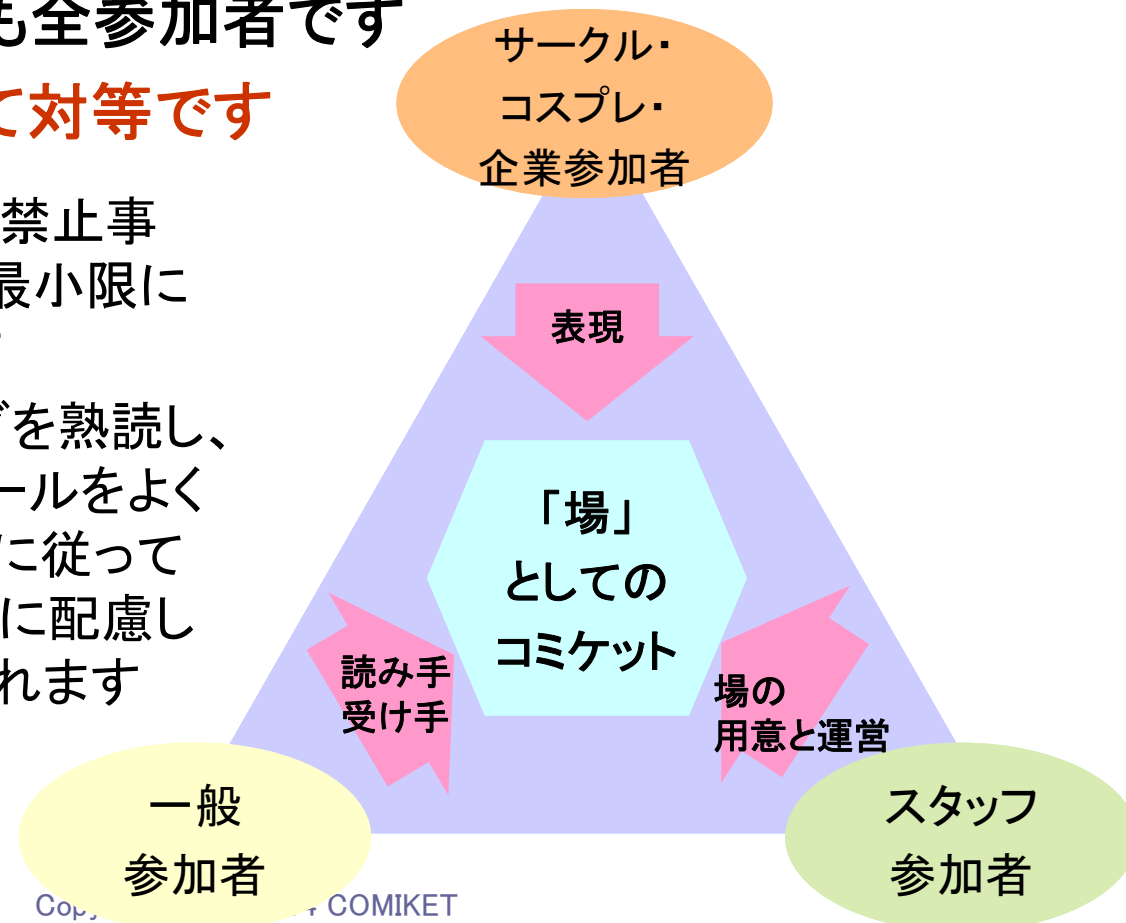 も全参加者です
て対等です
禁止事
最小限に
を熟読し、
ールをよく
に従って
に配慮し
れます
サークル・
コスプレ・
企業参加者
表現
「場」
としての
コミケット
読み手
受け手
場の
用意と運営
一般
参加者
スタッフ
参加者
COMIKET